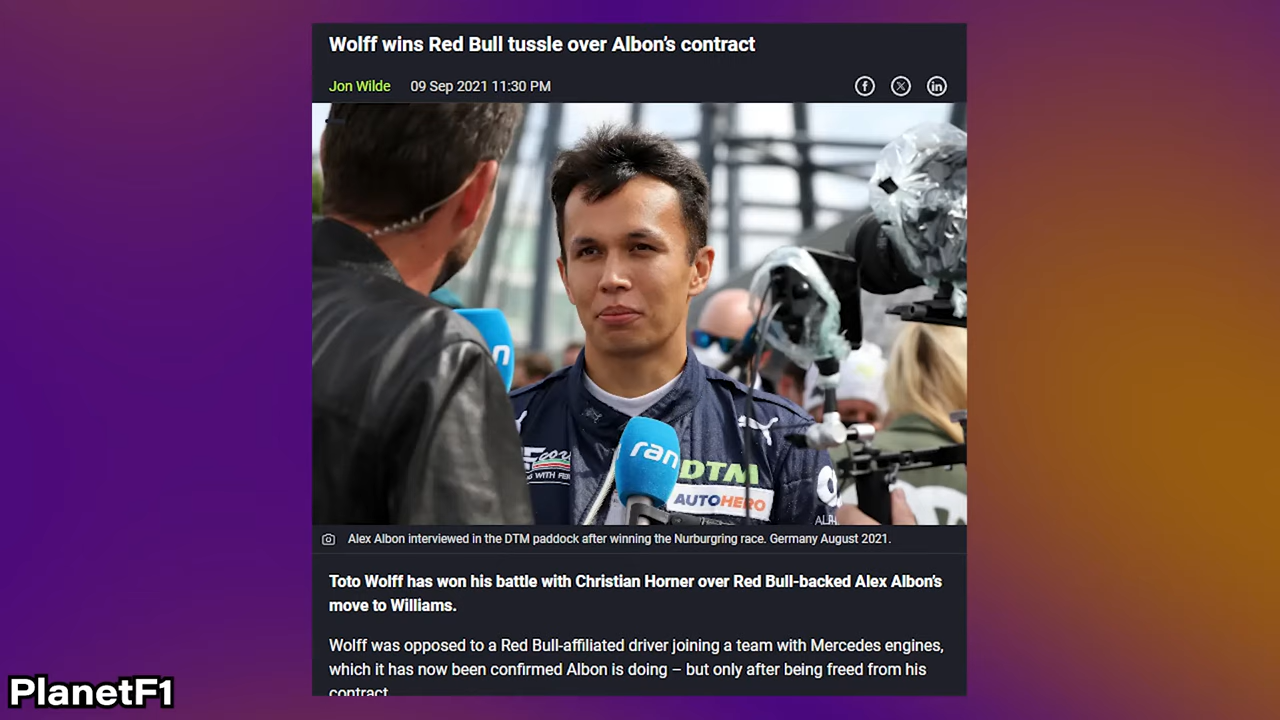 Wolff wins Red Bull tussle over Albon's contract
Jon Wilde 09 Sep 2021 11:30 PM
ran
DTM
AUTOHERO
Alex Albon interviewed in the DTM paddock after winning the Nurburgring race. Germany August 2021.
Toto Wolff has won his battle with Christian Horner over Red Bull-backed Alex Albon's
move to Williams.
Wolff was opposed to a Red Bull-affiliated driver joining a team with Mercedes engines,
which it has now been confirmed Albon is doing – but only after being freed from his
contract
PlanetF1